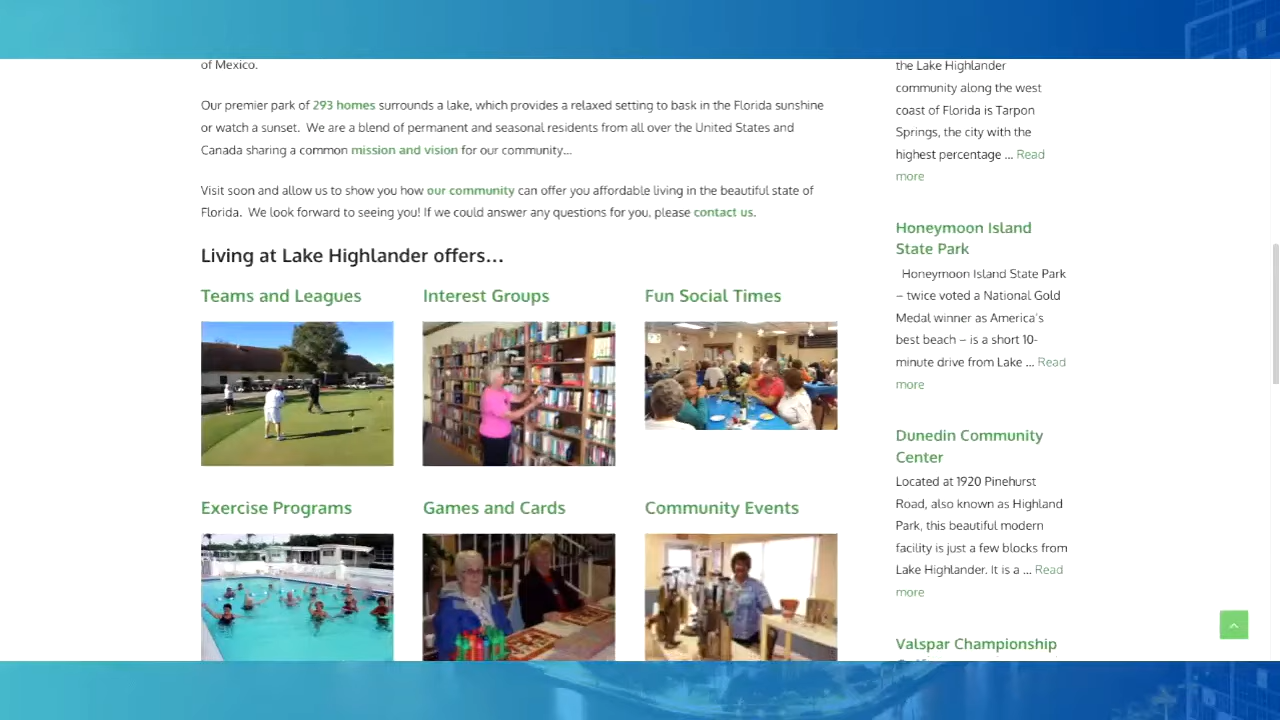 of Mexico.
Our premier park of 293 homes surrounds a lake, which provides a relaxed setting to bask in the Florida sunshine
or watch a sunset. We are a blend of permanent and seasonal residents from all over the United States and
Canada sharing a common mission and vision for our community...
Visit soon and allow us to show you how our community can offer you affordable living in the beautiful state of
Florida. We look forward to seeing you! If we could answer any questions for you, please contact us.
Living at Lake Highlander offers...
Teams and Leagues
Interest Groups
Fun Social Times
Exercise Programs
Games and Cards
Community Events
the Lake Highlander
community along the west
coast of Florida is Tarpon
Springs, the city with the
highest percentage ... Read
more
Honeymoon Island
State Park
Honeymoon Island State Park
– twice voted a National Gold
Medal winner as America's
best beach – is a short 10-
minute drive from Lake ... Read
more
Dunedin Community
Center
Located at 1920 Pinehurst
Road, also known as Highland
Park, this beautiful modern
facility is just a few blocks from
Lake Highlander. It is a ... Read
more
Valspar Championship